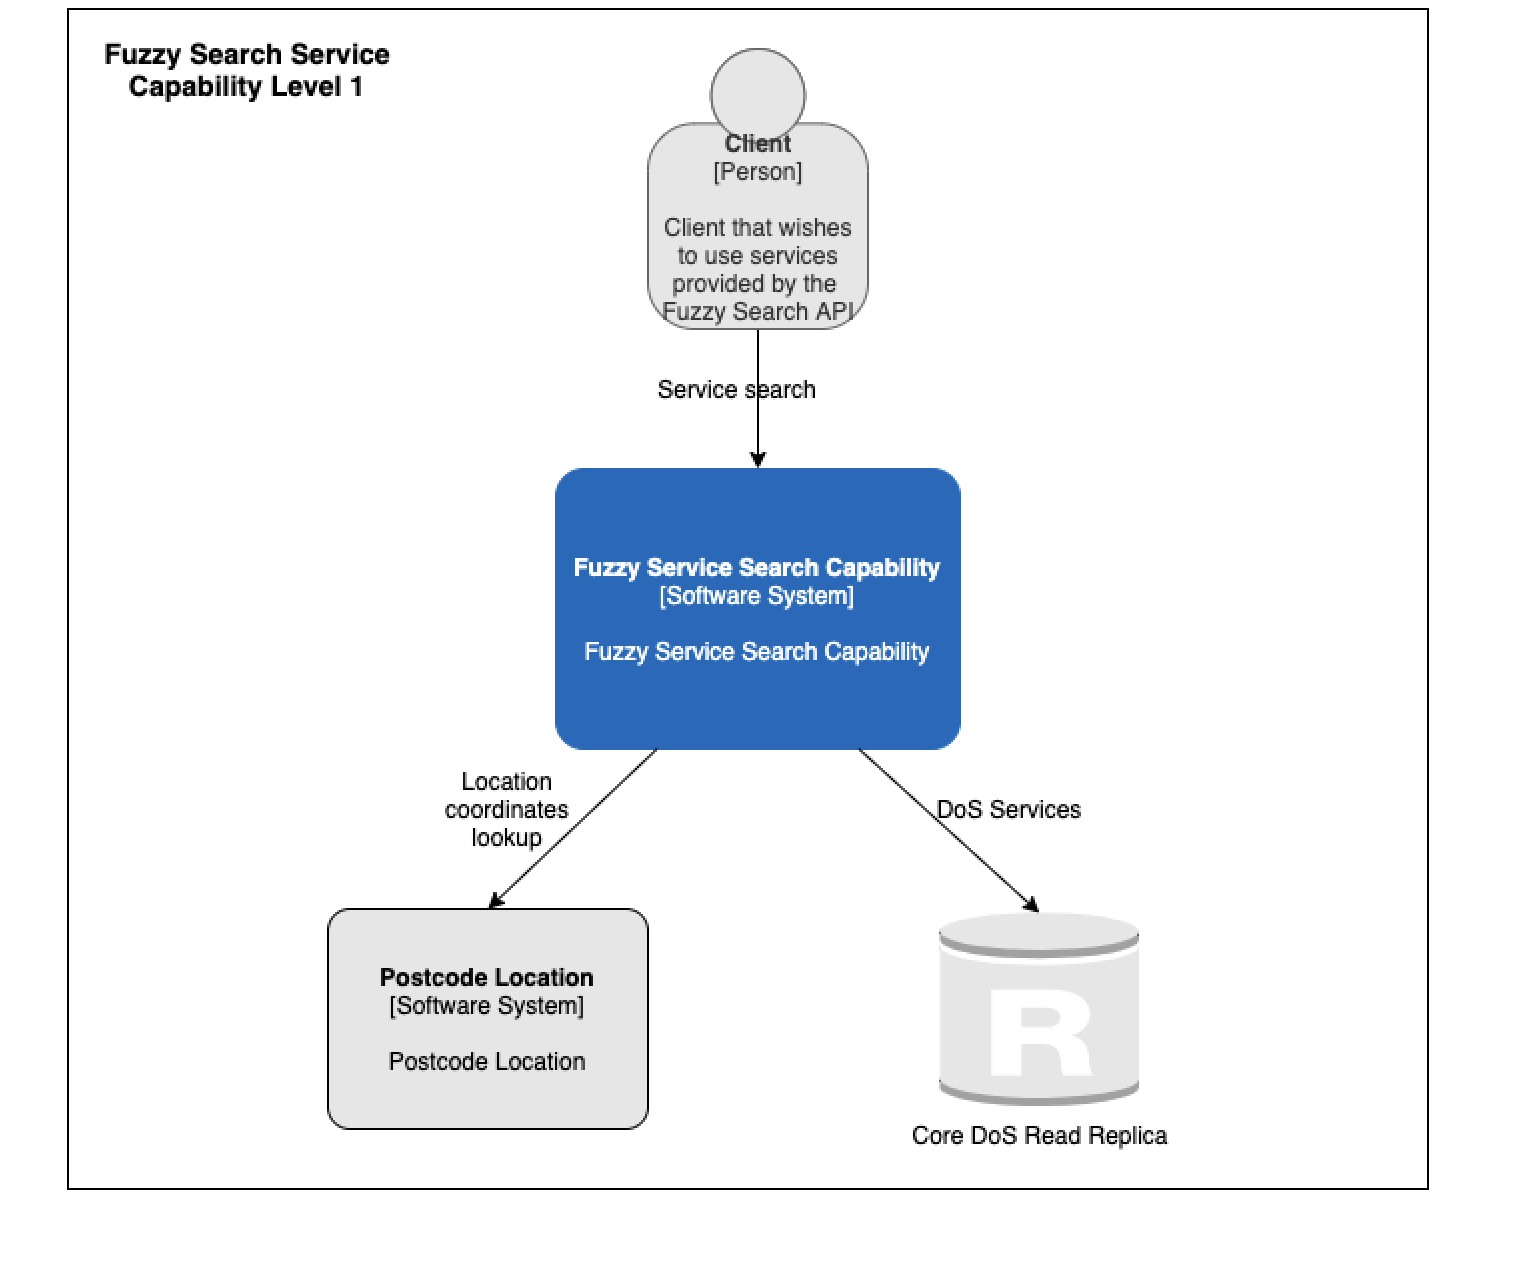 Fuzzy Search Service
Capability Level 1
Client
[Person]
Client that wishes
to use services
provided by the
Fuzzy Search API
Service search
Fuzzy Service Search Capability
[Software System]
Fuzzy Service Search Capability
Location
coordinates
lookup
DoS Services
Postcode Location
[Software System]
Postcode Location
R
Core DoS Read Replica